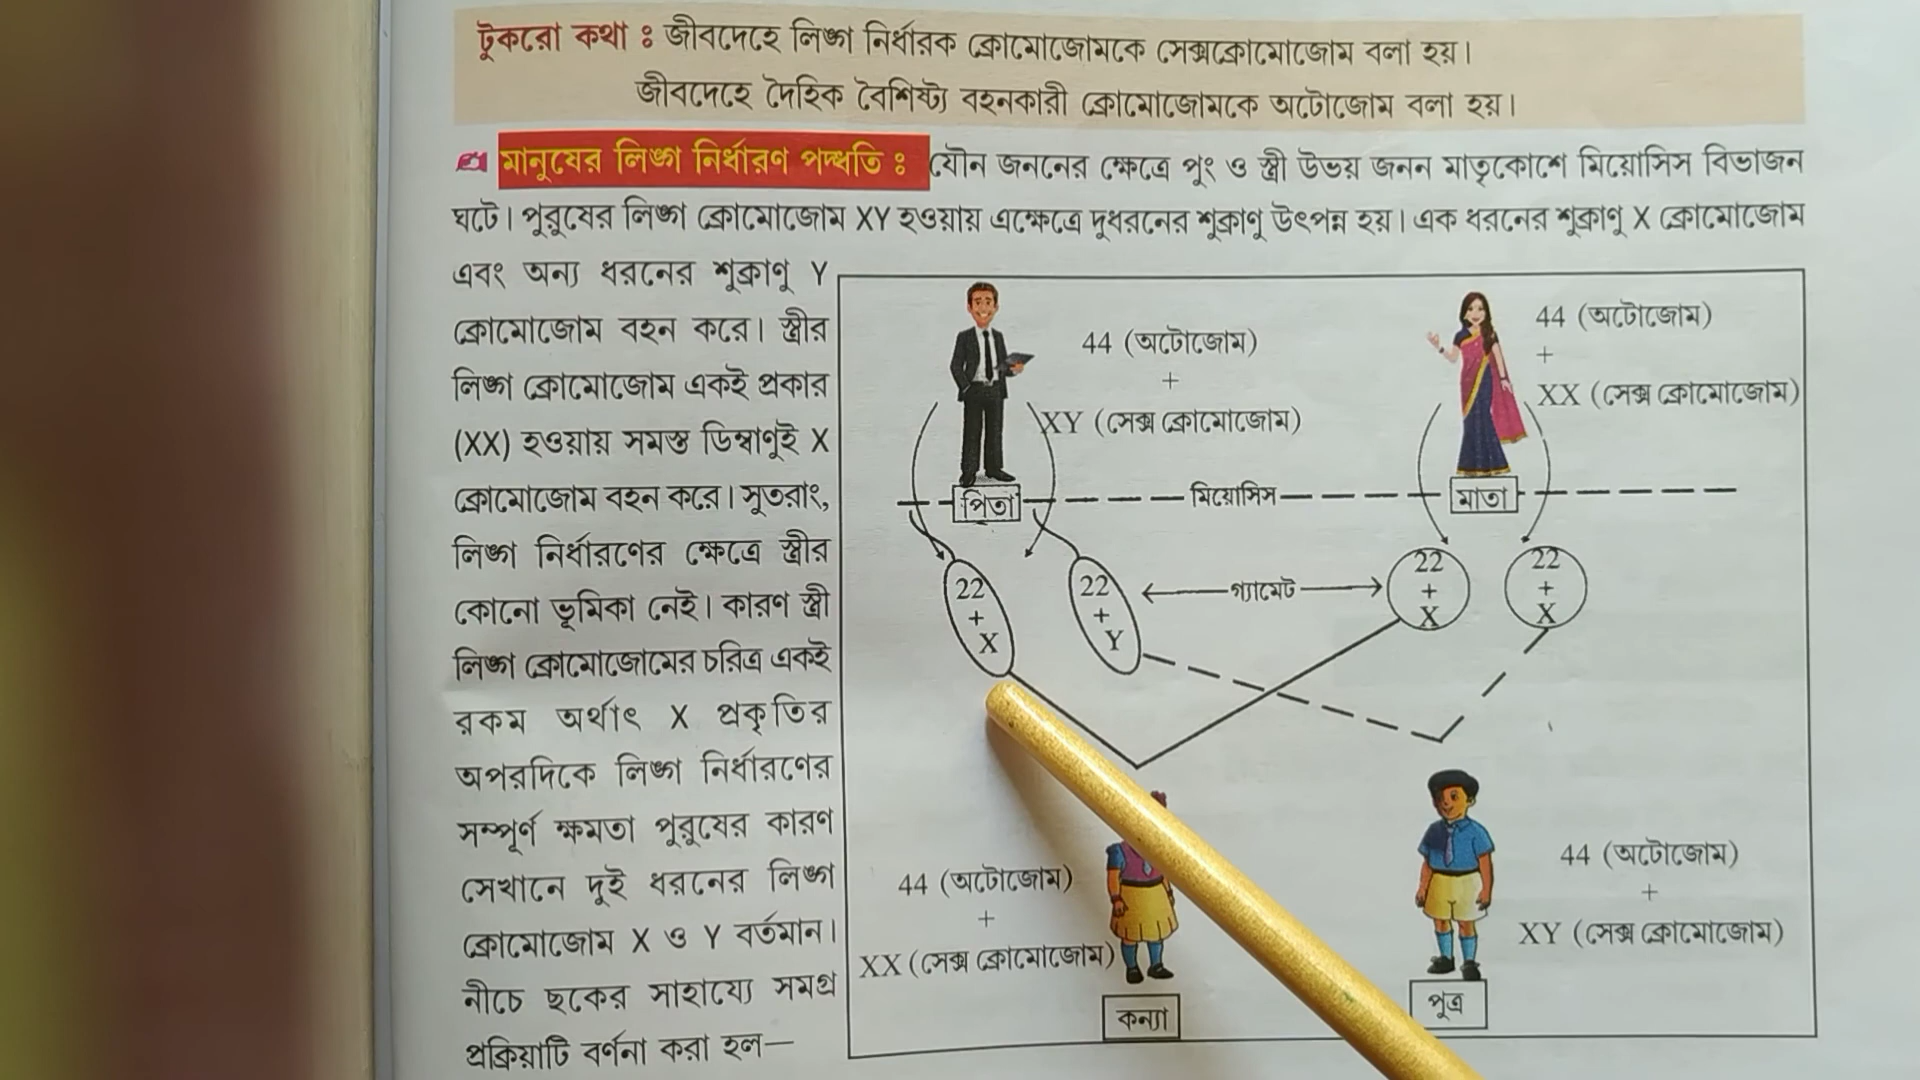 টুকরো কথা ঃ জীবদেহে লিঙ্গ নির্ধারক ক্রোমোজোমকে সেক্সক্রোমোজোম বলা হয়।
জীবদেহে দৈহিক বৈশিষ্ট্য বহনকারী ক্রোমোজোমকে অটোজোম বলা হয়।
মানুষের লিঙ্গ নির্ধারণ পদ্ধতি ঃ যৌন জননের ক্ষেত্রে পুং ও স্ত্রী উভয় জনন মাতৃকোশে মিয়োসিস বিভাজন
ঘটে। পুরুষের লিঙ্গ ক্রোমোজোম XY হওয়ায় এক্ষেত্রে দুধরনের শুক্রাণু উৎপন্ন হয়। এক ধরনের শুক্রাণু X ক্রোমোজোম
এবং অন্য ধরনের শুক্রাণু Y
ক্রোমোজোম বহন করে। স্ত্রীর
লিঙ্গ ক্রোমোজোম একই প্রকার
(XX) হওয়ায় সমস্ত ডিম্বাণুই X
ক্রোমোজোম বহন করে। সুতরাং,
লিঙ্গ নির্ধারণের ক্ষেত্রে স্ত্রীর
কোনো ভূমিকা নেই। কারণ স্ত্রী
লিঙ্গ ক্রোমোজোমের চরিত্র একই
রকম অর্থাৎ X প্রকৃতির
অপরদিকে লিঙ্গ নির্ধারণের
সম্পূর্ণ ক্ষমতা পুরুষের কারণ
সেখানে দুই ধরনের লিঙ্গ
ক্রোমোজোম X ও Y বর্তমান।
নীচে ছকের সাহায্যে সমগ্র
প্রক্রিয়াটি বর্ণনা করা হল—
44 (অটোজোম)
+
XY (সেক্স ক্রোমোজোম)
44 (অটোজোম)
+
XX (সেক্স ক্রোমোজোম)
পিতা
মিয়োসিস
মাতা
22
+
X
22
+
Y
গ্যামেট
22
+
X
22
+
X
44 (অটোজোম)
+
XX (সেক্স ক্রোমোজোম)
কন্যা
44 (অটোজোম)
+
XY (সেক্স ক্রোমোজোম)
পুত্র